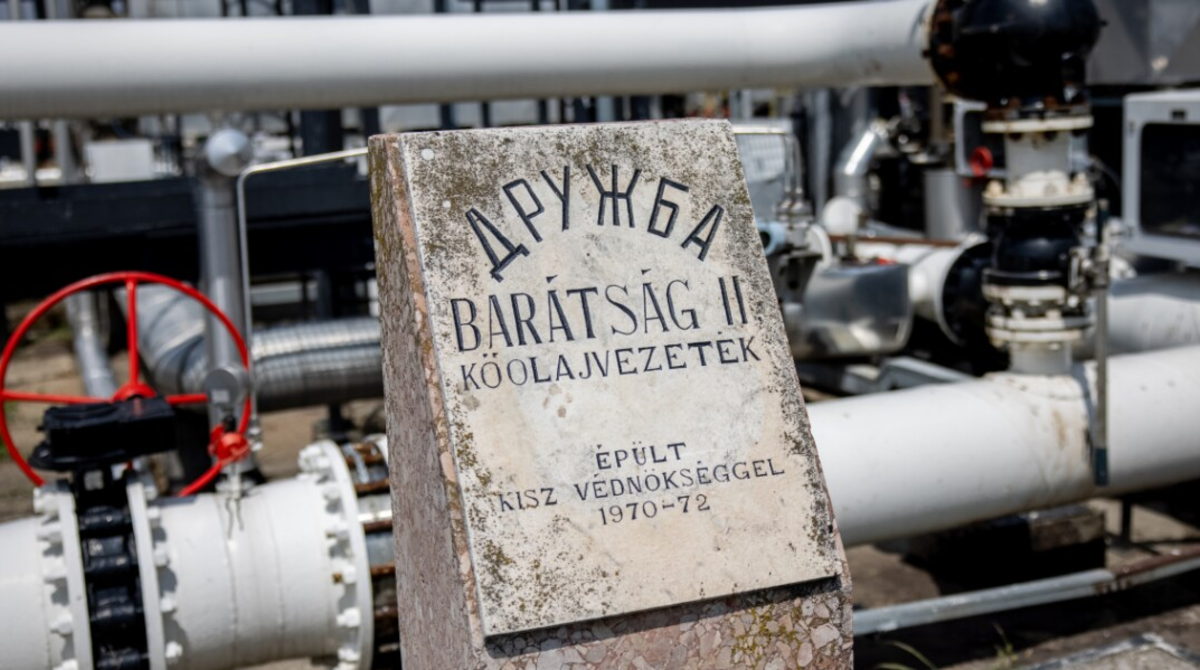 ДРУЖБА
BARÁTSÁG II
KŐOLAJVEZETÉK
ÉPÜLT
KISZ VÉDNÖKSÉGGEL
1970-72